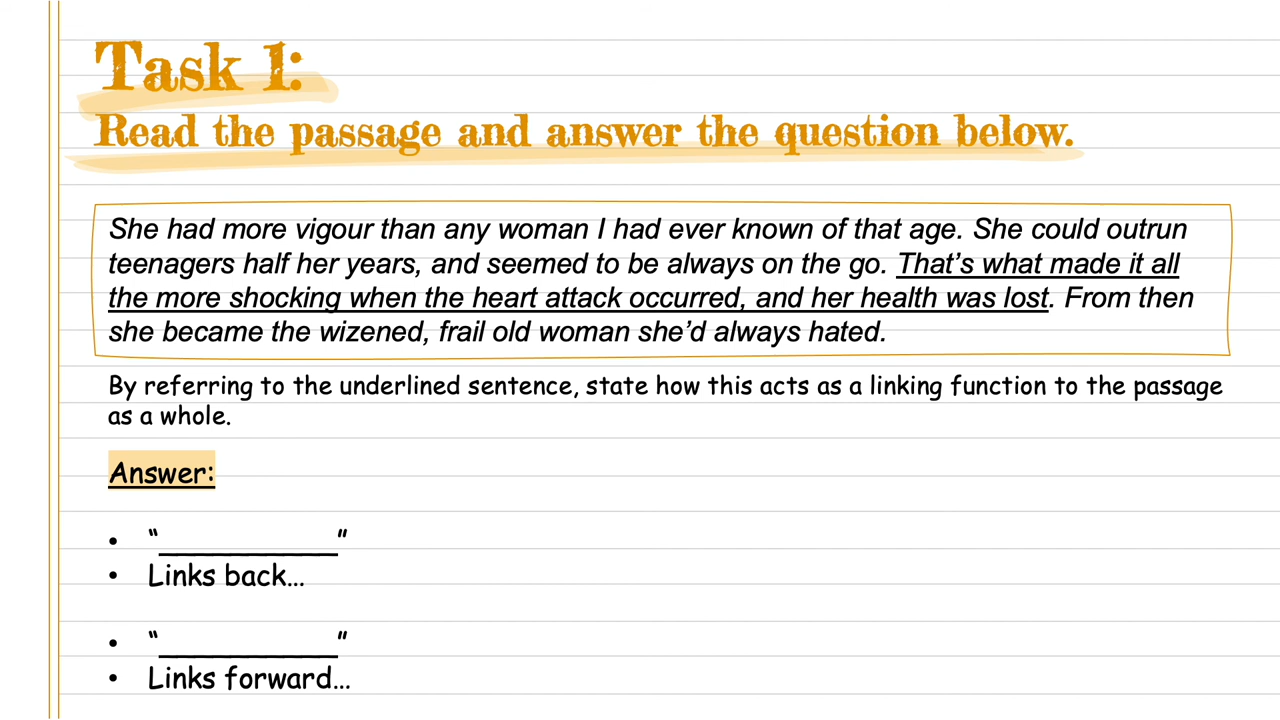 Task 1:
Read the passage and answer the question below.
She had more vigour than any woman I had ever known of that age. She could outrun
teenagers half her years, and seemed to be always on the go. That's what made it all
the more shocking when the heart attack occurred, and her health was lost. From then
she became the wizened, frail old woman she'd always hated.
By referring to the underlined sentence, state how this acts as a linking function to the passage
as a whole.
Answer:
• “____________”
• Links back…
• “____________”
• Links forward…